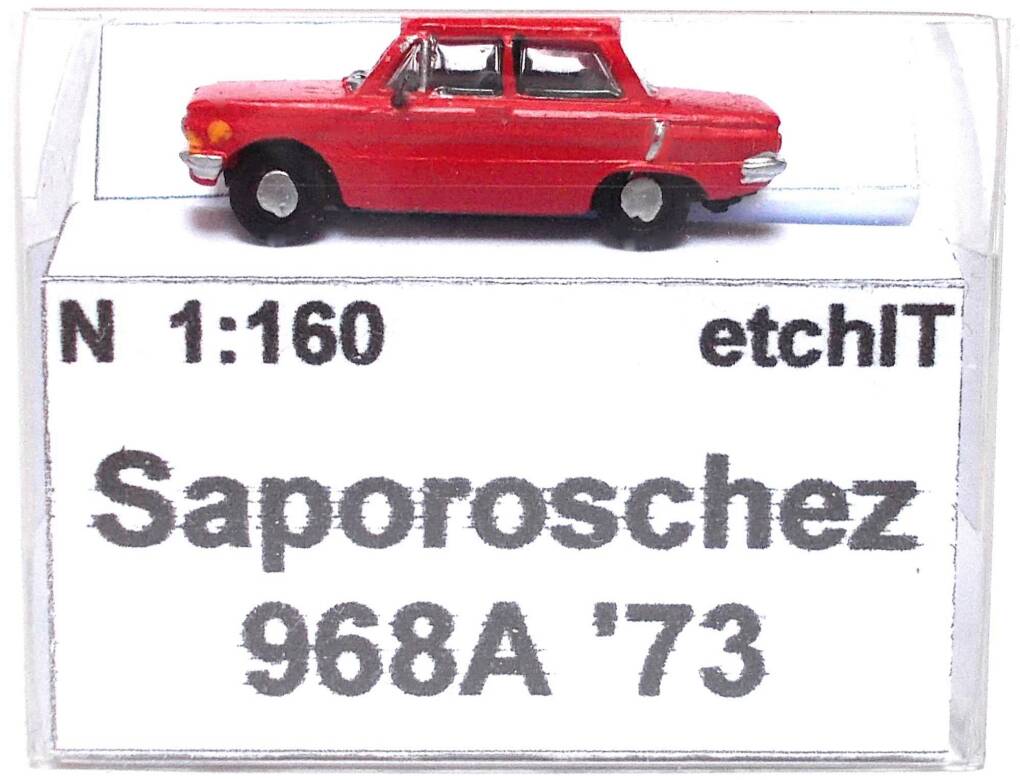 N 1:160 etchIT
Saporoschez
968A '73